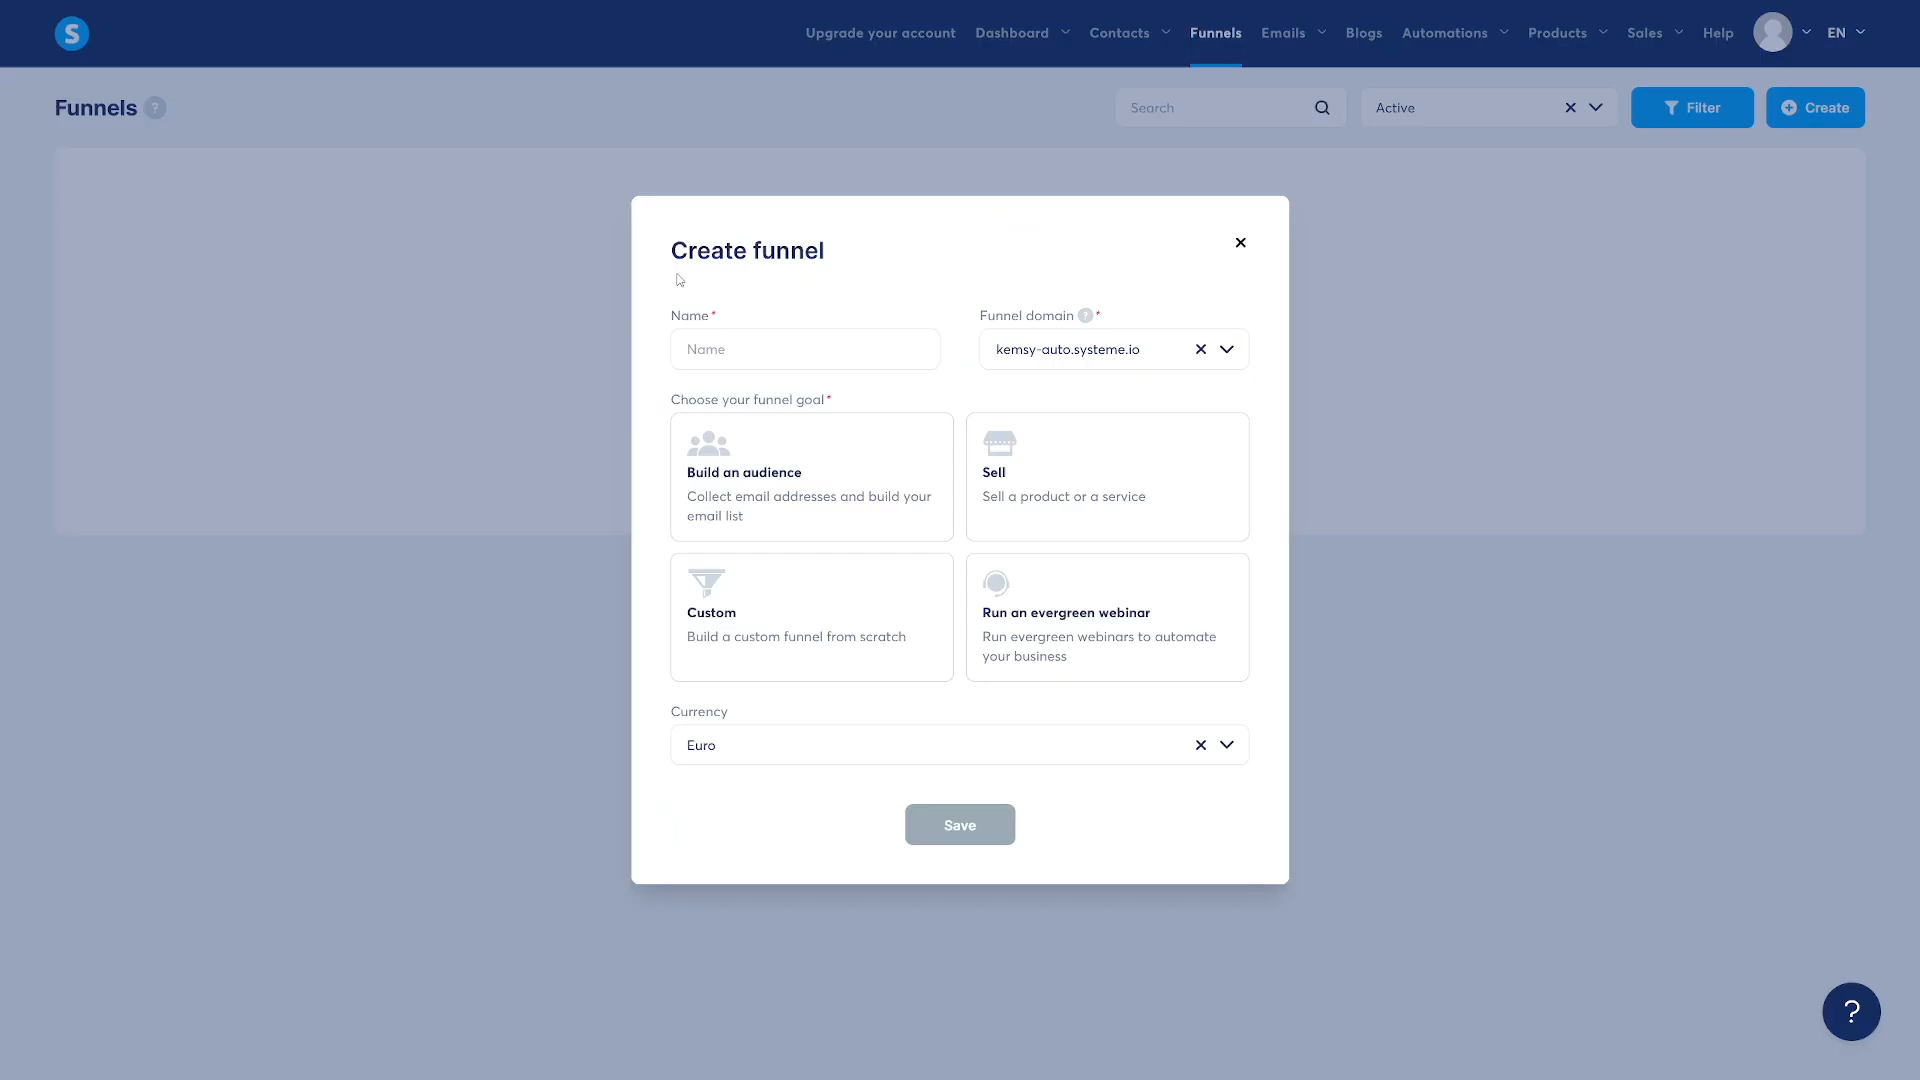 S
Upgrade your account Dashboard Contacts Funnels Emails Blogs Automations Products Sales Help EN
Funnels ?
Search
Active
Filter
Create
Create funnel
Name*
Funnel domain ? *
Name
kemsy-auto.systeme.io
Choose your funnel goal*
Build an audience
Collect email addresses and build your
email list
Sell
Sell a product or a service
Custom
Build a custom funnel from scratch
Run an evergreen webinar
Run evergreen webinars to automate
your business
Currency
Euro
Save
?